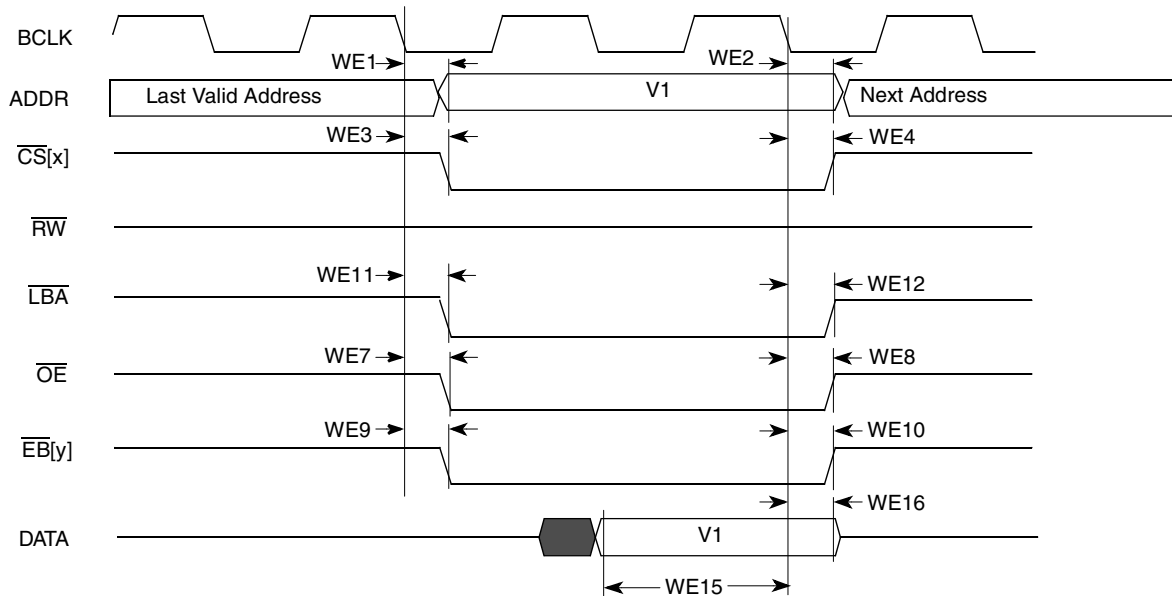 BCLK
WE1
WE2
ADDR
Last Valid Address
V1
Next Address
WE3
WE4
CS[x]
RW
WE11
WE12
LBA
WE7
WE8
OE
WE9
WE10
EB[y]
WE16
DATA
V1
WE15